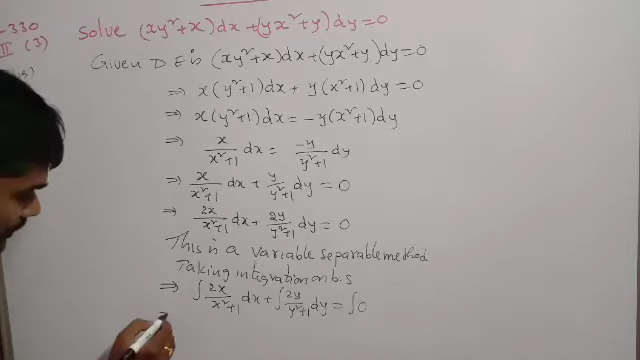 -330
III (3)
Solve (xy²+x)dx+(yx²+y)dy=0
Given D E is (xy²+x)dx+(yx²+y)dy=0
⇒ x(y²+1)dx + y(x²+1)dy=0
⇒ x(y²+1)dx = -y(x²+1)dy
⇒ x/(x²+1) dx = -y/(y²+1) dy
⇒ x/(x²+1) dx + y/(y²+1) dy = 0
⇒ 2x/(x²+1) dx + 2y/(y²+1) dy = 0
This is a variable separable method
Taking integration on b.s
⇒ ∫ 2x/(x²+1) dx + ∫ 2y/(y²+1) dy = ∫0